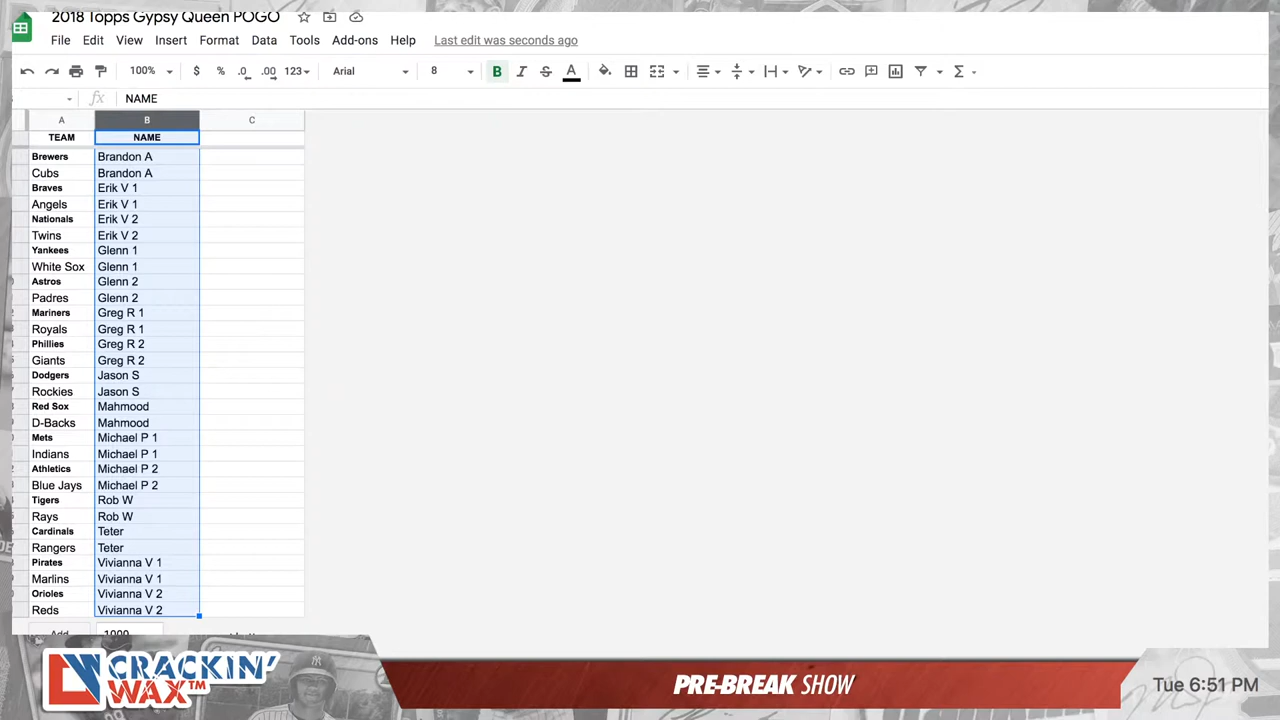 2018 Topps Gypsy Queen POGO
File Edit View Insert Format Data Tools Add-ons Help Last edit was seconds ago
100% $ % .0 .00 123 Arial 8 B I S A Σ
fx NAME
A B C
TEAM NAME
Brewers Brandon A
Cubs Brandon A
Braves Erik V 1
Angels Erik V 1
Nationals Erik V 2
Twins Erik V 2
Yankees Glenn 1
White Sox Glenn 1
Astros Glenn 2
Padres Glenn 2
Mariners Greg R 1
Royals Greg R 1
Phillies Greg R 2
Giants Greg R 2
Dodgers Jason S
Rockies Jason S
Red Sox Mahmood
D-Backs Mahmood
Mets Michael P 1
Indians Michael P 1
Athletics Michael P 2
Blue Jays Michael P 2
Tigers Rob W
Rays Rob W
Cardinals Teter
Rangers Teter
Pirates Vivianna V 1
Marlins Vivianna V 1
Orioles Vivianna V 2
Reds Vivianna V 2
Add 1000
CRACKIN' WAX™
PRE-BREAK SHOW
Tue 6:51 PM